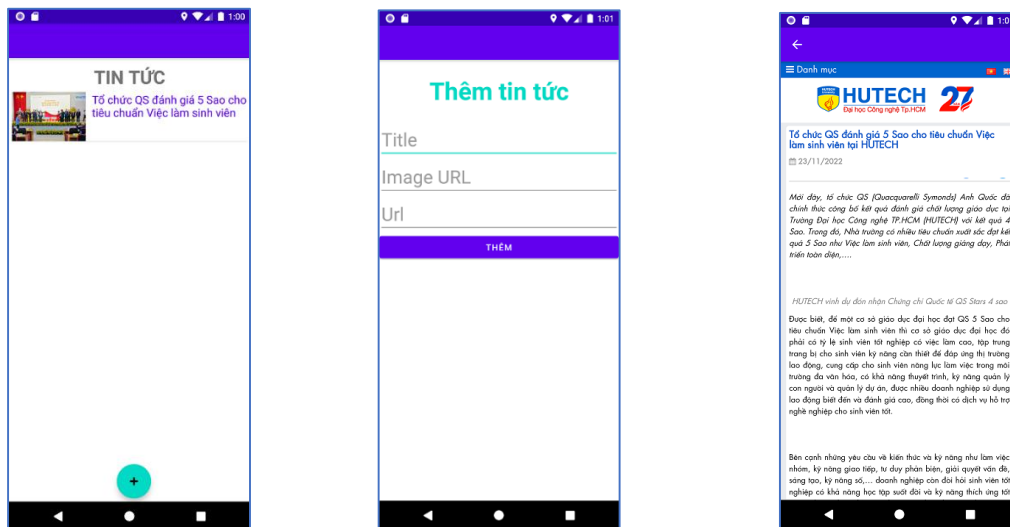 1:00
TIN TỨC
Tổ chức QS đánh giá 5 Sao cho
tiêu chuẩn Việc làm sinh viên
+
1:01
Thêm tin tức
Title
Image URL
Url
THÊM
1:0
Danh mục
HUTECH
Đại học Công nghệ Tp.HCM
27
Tổ chức QS đánh giá 5 Sao cho tiêu chuẩn Việc
làm sinh viên tại HUTECH
23/11/2022
Mới đây, tổ chức QS (Quacquarelli Symonds) Anh Quốc đã
chính thức công bố kết quả đánh giá chất lượng giáo dục tại
Trường Đại học Công nghệ TP.HCM (HUTECH) với kết quả 4
Sao. Trong đó, Nhà trường có nhiều tiêu chuẩn xuất sắc đạt kết
quả 5 Sao như Việc làm sinh viên, Chất lượng giảng dạy, Phát
triển toàn diện,....
HUTECH vinh dự đón nhận Chứng chỉ Quốc tế QS Stars 4 sao
Được biết, để một cơ sở giáo dục đại học đạt QS 5 Sao cho
tiêu chuẩn Việc làm sinh viên thì cơ sở giáo dục đại học đó
phải có tỷ lệ sinh viên tốt nghiệp có việc làm cao, tập trung
trang bị cho sinh viên kỹ năng cần thiết để đáp ứng thị trường
lao động, cung cấp cho sinh viên năng lực làm việc trong môi
trường đa văn hóa, có khả năng thuyết trình, kỹ năng quản lý
con người và quản lý dự án, được nhiều doanh nghiệp sử dụng
lao động biết đến và đánh giá cao, đồng thời có dịch vụ hỗ trợ
nghề nghiệp cho sinh viên tốt.
Bên cạnh những yêu cầu về kiến thức và kỹ năng như làm việc
nhóm, kỹ năng giao tiếp, tư duy phản biện, giải quyết vấn đề,
sáng tạo, kỹ năng số,... doanh nghiệp còn đòi hỏi sinh viên tốt
nghiệp có khả năng học tập suốt đời và kỹ năng thích ứng tốt